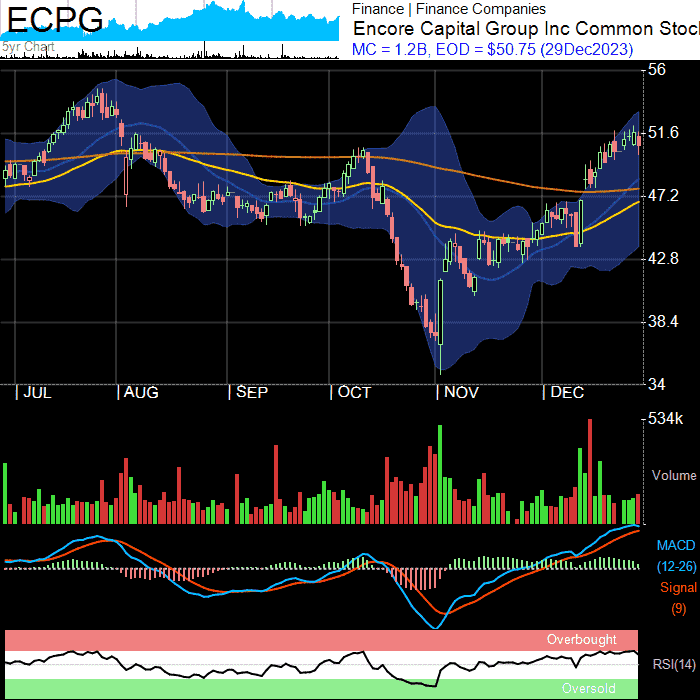 ECPG
5yr Chart
Finance | Finance Companies
Encore Capital Group Inc Common Stoc
MC = 1.2B, EOD = $50.75 (29Dec2023)
56
51.6
47.2
42.8
38.4
34
JUL
AUG
SEP
OCT
NOV
DEC
534k
Volume
MACD
(12-26)
Signal
(9)
Overbought
RSI(14)
Oversold